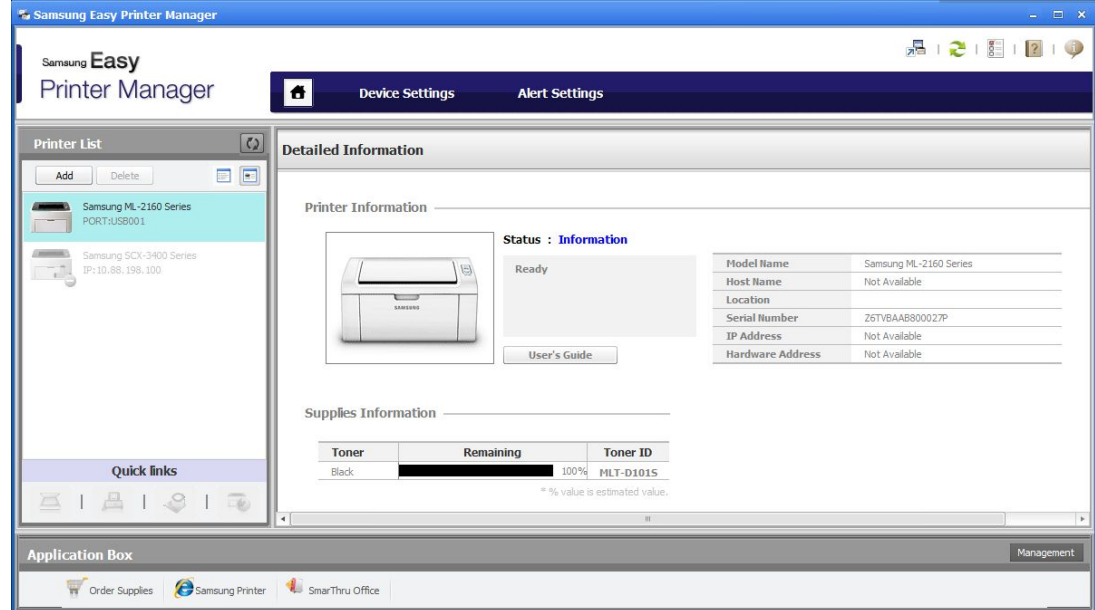 Samsung Easy Printer Manager
Samsung Easy
Printer Manager
Device Settings
Alert Settings
Printer List
Add
Delete
Samsung ML-2160 Series
PORT:USB001
Samsung SCX-3400 Series
IP:10.88.198.100
Quick links
Detailed Information
Printer Information
SAMSUNG
Status : Information
Ready
User's Guide
Model Name Samsung ML-2160 Series
Host Name Not Available
Location
Serial Number Z6TVBAAB800027P
IP Address Not Available
Hardware Address Not Available
Supplies Information
Toner Remaining Toner ID
Black 100% MLT-D101S
* % value is estimated value.
Application Box
Management
Order Supplies
Samsung Printer
SmarThru Office